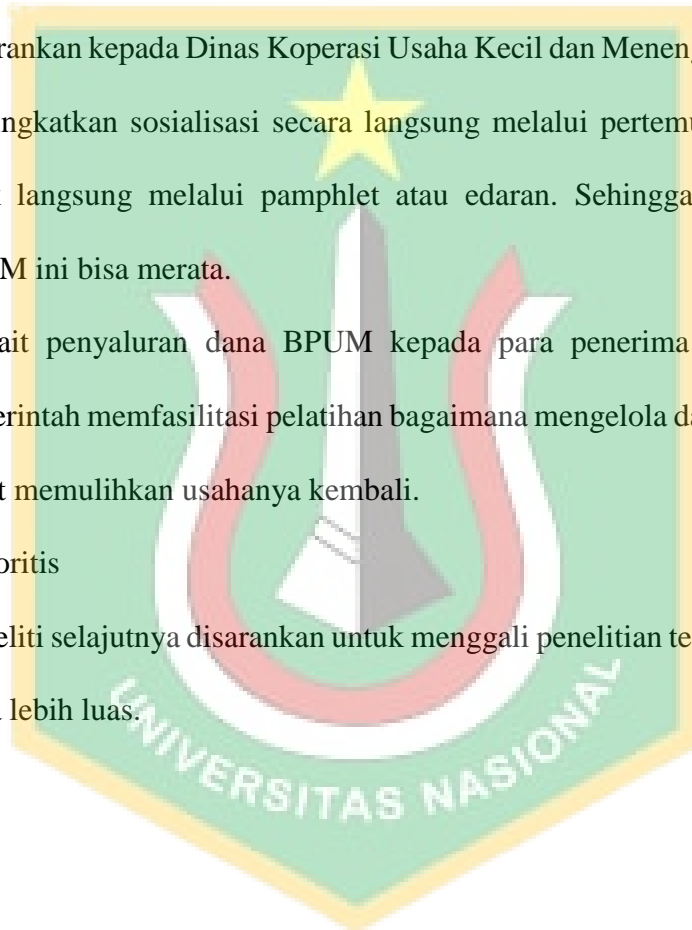 rankan kepada Dinas Koperasi Usaha Kecil dan Meneng
ngkatkan sosialisasi secara langsung melalui pertemu
langsung melalui pamphlet atau edaran. Sehingga
M ini bisa merata.
ait penyaluran dana BPUM kepada para penerima
erintah memfasilitasi pelatihan bagaimana mengelola da
t memulihkan usahanya kembali.
oritis
eliti selajutnya disarankan untuk menggali penelitian te
lebih luas.
UNIVERSITAS NASIONAL